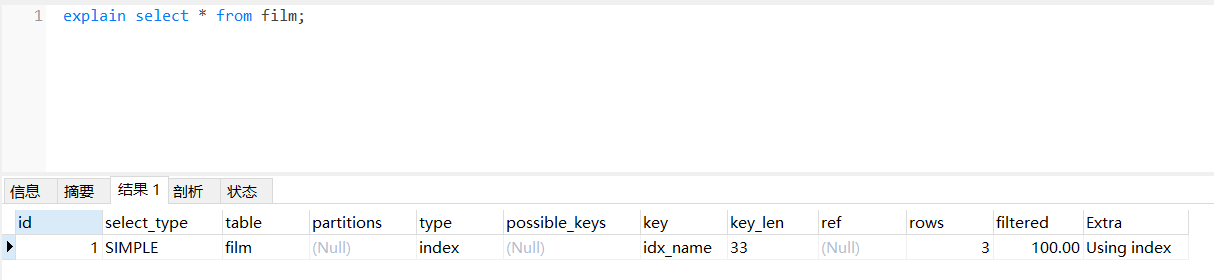 1 explain select * from film;
信息 摘要 结果 1 剖析 状态
id select_type table partitions type possible_keys key key_len ref rows filtered Extra
1 SIMPLE film (Null) index (Null) idx_name 33 (Null) 3 100.00 Using index